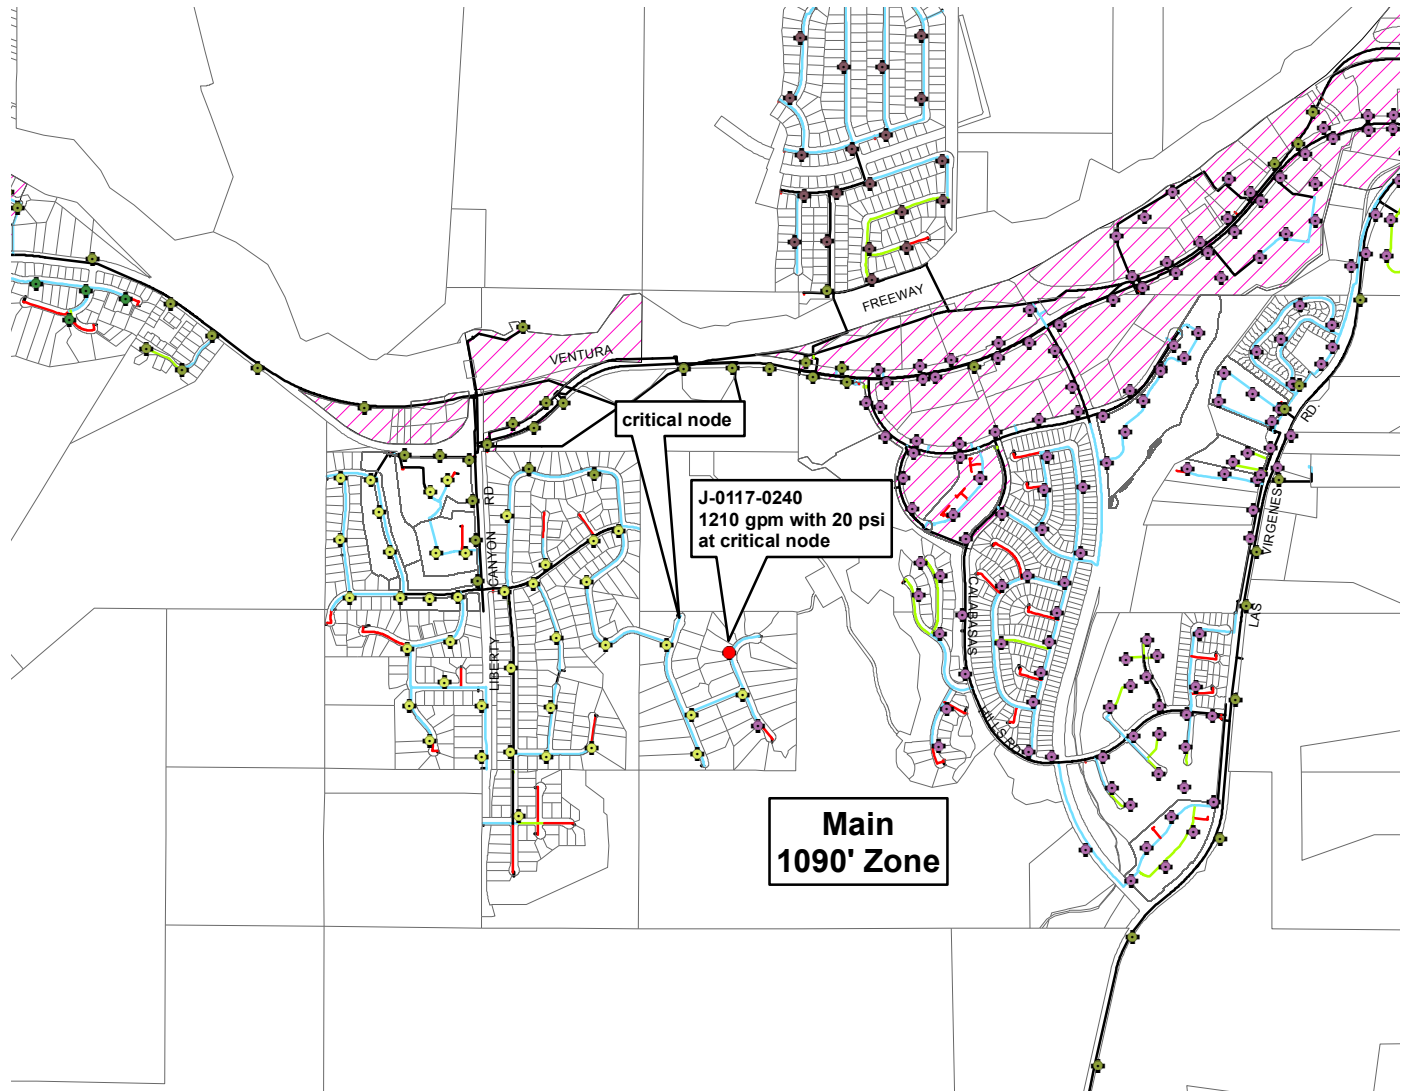 FREEWAY
VENTURA
critical node
J-0117-0240
1210 gpm with 20 psi
at critical node
LIBERTY CANYON RD
CALABASAS
HILLS RD.
LAS
VIRGENES
RD.
Main
1090' Zone